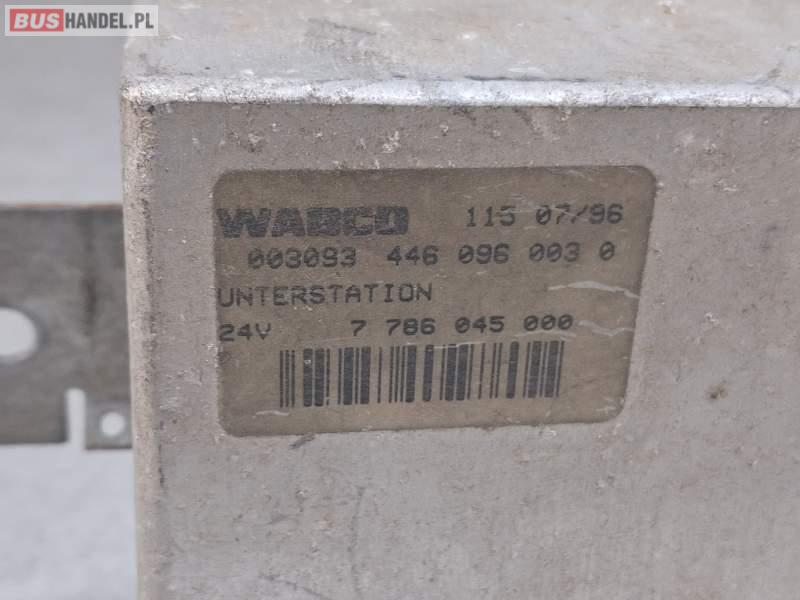 BUSHANDEL.PL
WABCO 115 07/96
003093 446 096 003 0
UNTERSTATION
24V 7 786 045 000